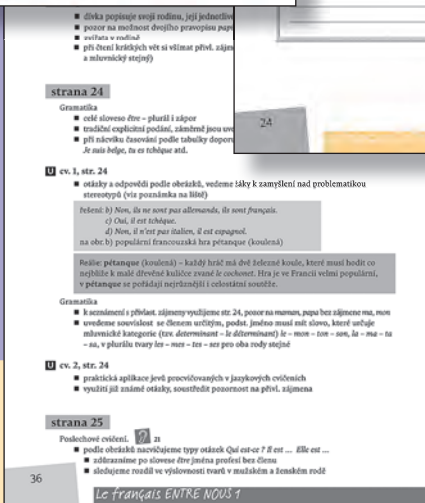 dívka popisuje svoji rodinu, její jednotliv
pozor na možnost dvojího pravopisu pap
zvířata v rodině
při čtení krátkých vět si všímat přivl. zájm
a mluvnický stejný)
strana 24
Gramatika
celé sloveso être – plurál i zápor
tradiční explicitní podání, záměrně jsou uve
při nácviku časování podle tabulky dopor
Je suis belge, tu es tchèque atd.
24
U cv. 1, str. 24
otázky a odpovědi podle obrázků, vedeme žáky k zamyšlení nad problematikou
stereotypů (viz poznámka na liště)
řešení: b) Non, ils ne sont pas allemands, ils sont français.
c) Oui, il est tchèque.
d) Non, il n'est pas italien, il est espagnol.
na obr. b) populární francouzská hra pétanque (koulená)
Reálie: pétanque (koulená) – každý hráč má dvě železné koule, které musí hodit co
nejblíže k malé dřevěné kuličce zvané le cochonet. Hra je ve Francii velmi populární,
v pétanque se pořádají nejrůznější i celostátní soutěže.
Gramatika
k seznámení s přivlast. zájmeny využijeme str. 24, pozor na maman, papa bez zájmene ma, mon
uvedeme souvislost se členem určitým, podst. jméno musí mít slovo, které určuje
mluvnické kategorie (tzv. determinant – le déterminant) le – mon – ton – son, la – ma – ta
– sa, v plurálu tvary les – mes – tes – ses pro oba rody stejné
U cv. 2, str. 24
praktická aplikace jevů procvičovaných v jazykových cvičeních
využití již známé otázky, soustředit pozornost na přivl. zájmena
strana 25
Poslechové cvičení. 21
podle obrázků nacvičujeme typy otázek Qui est-ce ? Il est ... Elle est ...
zdůrazníme po slovese être jména profesí bez členu
sledujeme rozdíl ve výslovnosti tvarů v mužském a ženském rodě
36
Le français ENTRE NOUS 1